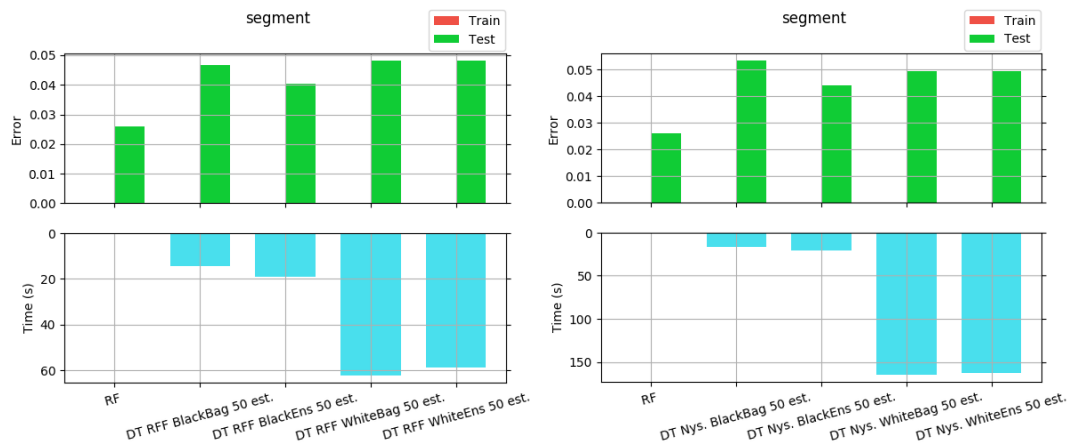 segment
Train
Test
0.05
0.04
0.03
0.02
0.01
0.00
Error
0
20
40
60
Time (s)
RF
DT RFF BlackBag 50 est.
DT RFF BlackEns 50 est.
DT RFF WhiteBag 50 est.
DT RFF WhiteEns 50 est.
segment
Train
Test
0.05
0.04
0.03
0.02
0.01
0.00
Error
0
50
100
150
Time (s)
RF
DT Nys. BlackBag 50 est.
DT Nys. BlackEns 50 est.
DT Nys. WhiteBag 50 est.
DT Nys. WhiteEns 50 est.